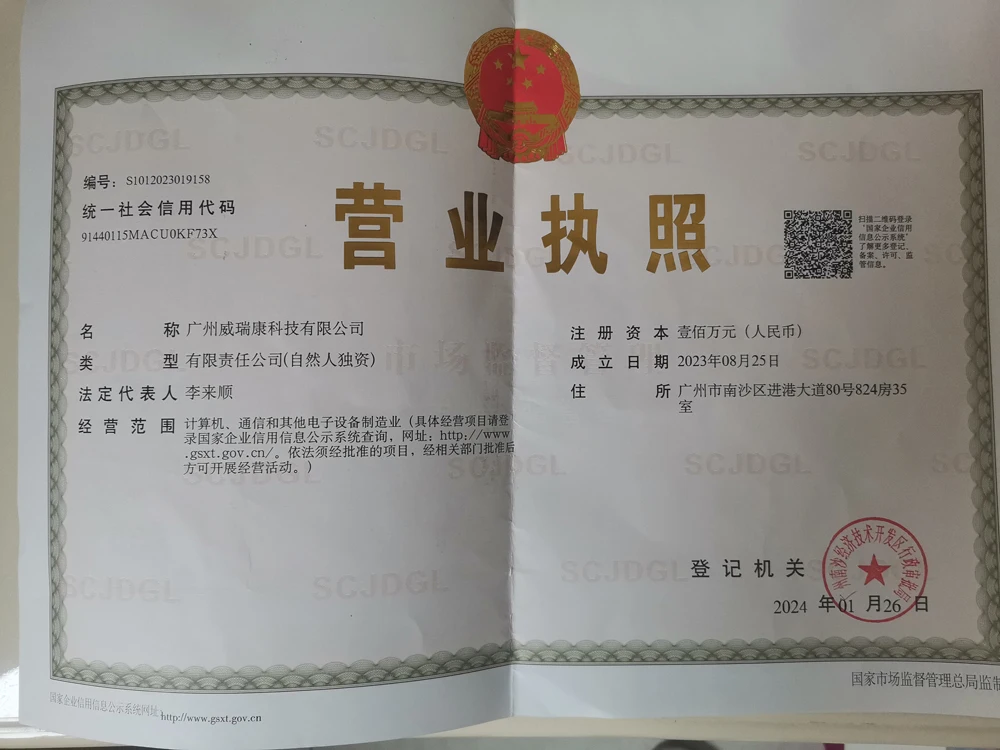 编号：S1012023019158
统一社会信用代码
91440115MACU0KF73X
营业执照
扫描二维码登录
“国家企业信用
信息公示系统”
了解更多登记、
备案、许可、监
管信息。
名称 广州威瑞康科技有限公司
类型 有限责任公司(自然人独资)
法定代表人 李来顺
经营范围 计算机、通信和其他电子设备制造业（具体经营项目请登
录国家企业信用信息公示系统查询，网址：http://www
.gsxt.gov.cn/。依法须经批准的项目，经相关部门批准后
方可开展经营活动。）
注册资本 壹佰万元（人民币）
成立日期 2023年08月25日
住所 广州市南沙区进港大道80号824房35
室
登记机关
2024 年01 月26 日
国家企业信用信息公示系统网址：http://www.gsxt.gov.cn
国家市场监督管理总局监制
SCJDGL
市场监督管理